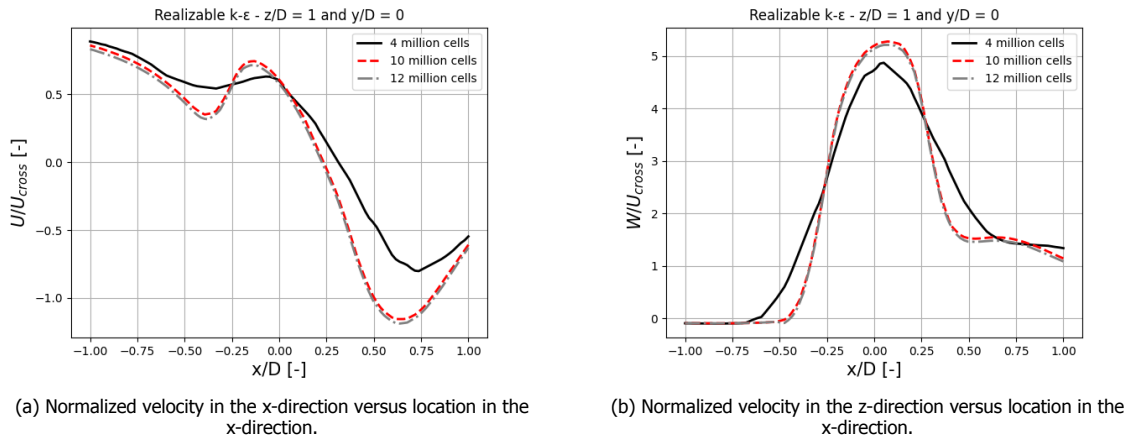 Realizable k-ε - z/D = 1 and y/D = 0
4 million cells
10 million cells
12 million cells
0.5
0.0
−0.5
−1.0
U/U_cross [-]
−1.00 −0.75 −0.50 −0.25 0.00 0.25 0.50 0.75 1.00
x/D [-]
(a) Normalized velocity in the x-direction versus location in the
x-direction.
Realizable k-ε - z/D = 1 and y/D = 0
4 million cells
10 million cells
12 million cells
5
4
3
2
1
0
W/U_cross [-]
−1.00 −0.75 −0.50 −0.25 0.00 0.25 0.50 0.75 1.00
x/D [-]
(b) Normalized velocity in the z-direction versus location in the
x-direction.